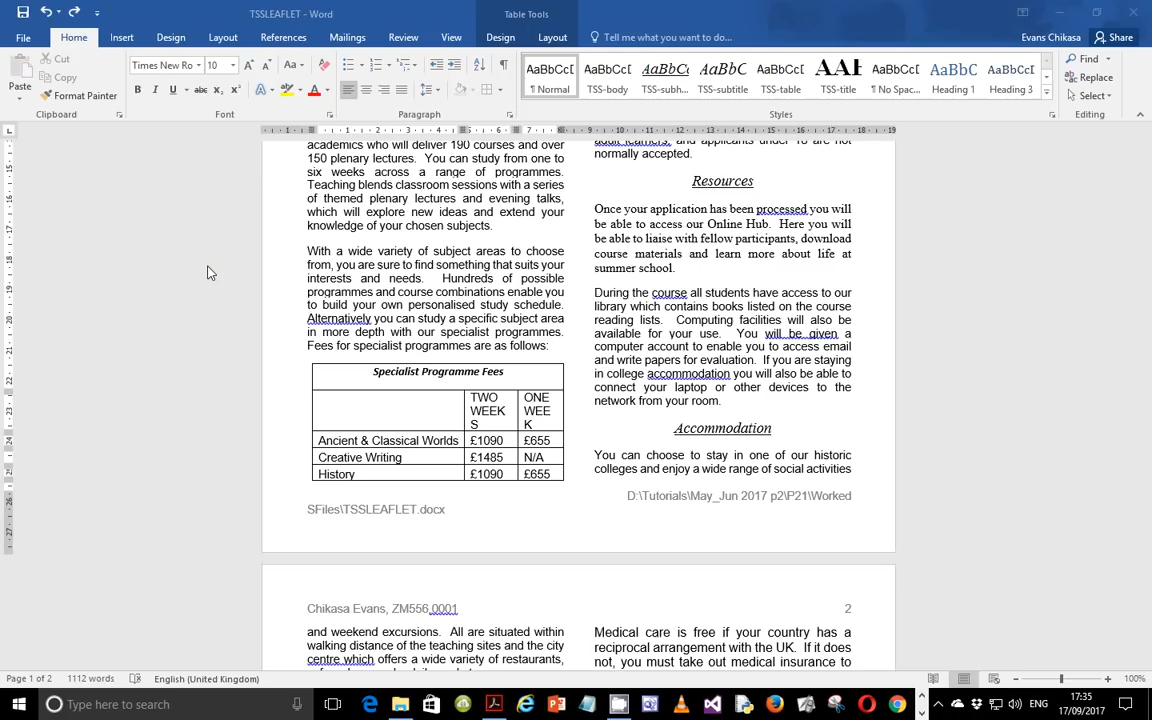 TSSLEAFLET - Word
Table Tools
File
Home
Insert
Design
Layout
References
Mailings
Review
View
Design
Layout
Tell me what you want to do...
Evans Chikasa
Share
Paste
Cut
Copy
Format Painter
Clipboard
Times New Ro
10
Aa
B I U abc x₂ x²
A
Font
Paragraph
AaBbCcD
¶ Normal
AaBbCcI
TSS-body
AaBbCc
TSS-subh...
AaBbC
TSS-subtitle
AaBbCcI
TSS-table
AAB
TSS-title
AaBbCcI
¶ No Spac...
AaBbC
Heading 1
AaBbCcD
Heading 3
Styles
Find
Replace
Select
Editing
academics who will deliver 190 courses and over
150 plenary lectures. You can study from one to
six weeks across a range of programmes.
Teaching blends classroom sessions with a series
of themed plenary lectures and evening talks,
which will explore new ideas and extend your
knowledge of your chosen subjects.
With a wide variety of subject areas to choose
from, you are sure to find something that suits your
interests and needs. Hundreds of possible
programmes and course combinations enable you
to build your own personalised study schedule.
Alternatively you can study a specific subject area
in more depth with our specialist programmes.
Fees for specialist programmes are as follows:
Specialist Programme Fees
TWO WEEK S
ONE WEE K
Ancient & Classical Worlds £1090 £655
Creative Writing £1485 N/A
History £1090 £655
SFiles\TSSLEAFLET.docx
adult learners, and applicants under 18 are not
normally accepted.
Resources
Once your application has been processed you will
be able to access our Online Hub. Here you will
be able to liaise with fellow participants, download
course materials and learn more about life at
summer school.
During the course all students have access to our
library which contains books listed on the course
reading lists. Computing facilities will also be
available for your use. You will be given a
computer account to enable you to access email
and write papers for evaluation. If you are staying
in college accommodation you will also be able to
connect your laptop or other devices to the
network from your room.
Accommodation
You can choose to stay in one of our historic
colleges and enjoy a wide range of social activities
D:\Tutorials\May_Jun 2017 p2\P21\Worked
Chikasa Evans, ZM556,0001
2
and weekend excursions. All are situated within
walking distance of the teaching sites and the city
centre which offers a wide variety of restaurants,
Medical care is free if your country has a
reciprocal arrangement with the UK. If it does
not, you must take out medical insurance to
Page 1 of 2
1112 words
English (United Kingdom)
100%
Type here to search
ENG
17:35
17/09/2017